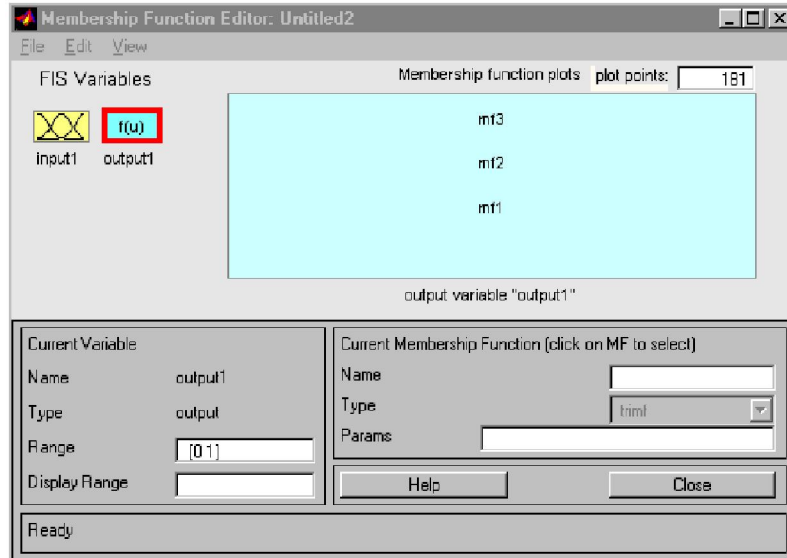 Membership Function Editor: Untitled2
File Edit View
FIS Variables
Membership function plots plot points: 181
f(u)
input1 output1
mf3
mf2
mf1
output variable "output1"
Current Variable
Name output1
Type output
Range [0 1]
Display Range
Current Membership Function (click on MF to select)
Name
Type trimf
Params
Help Close
Ready